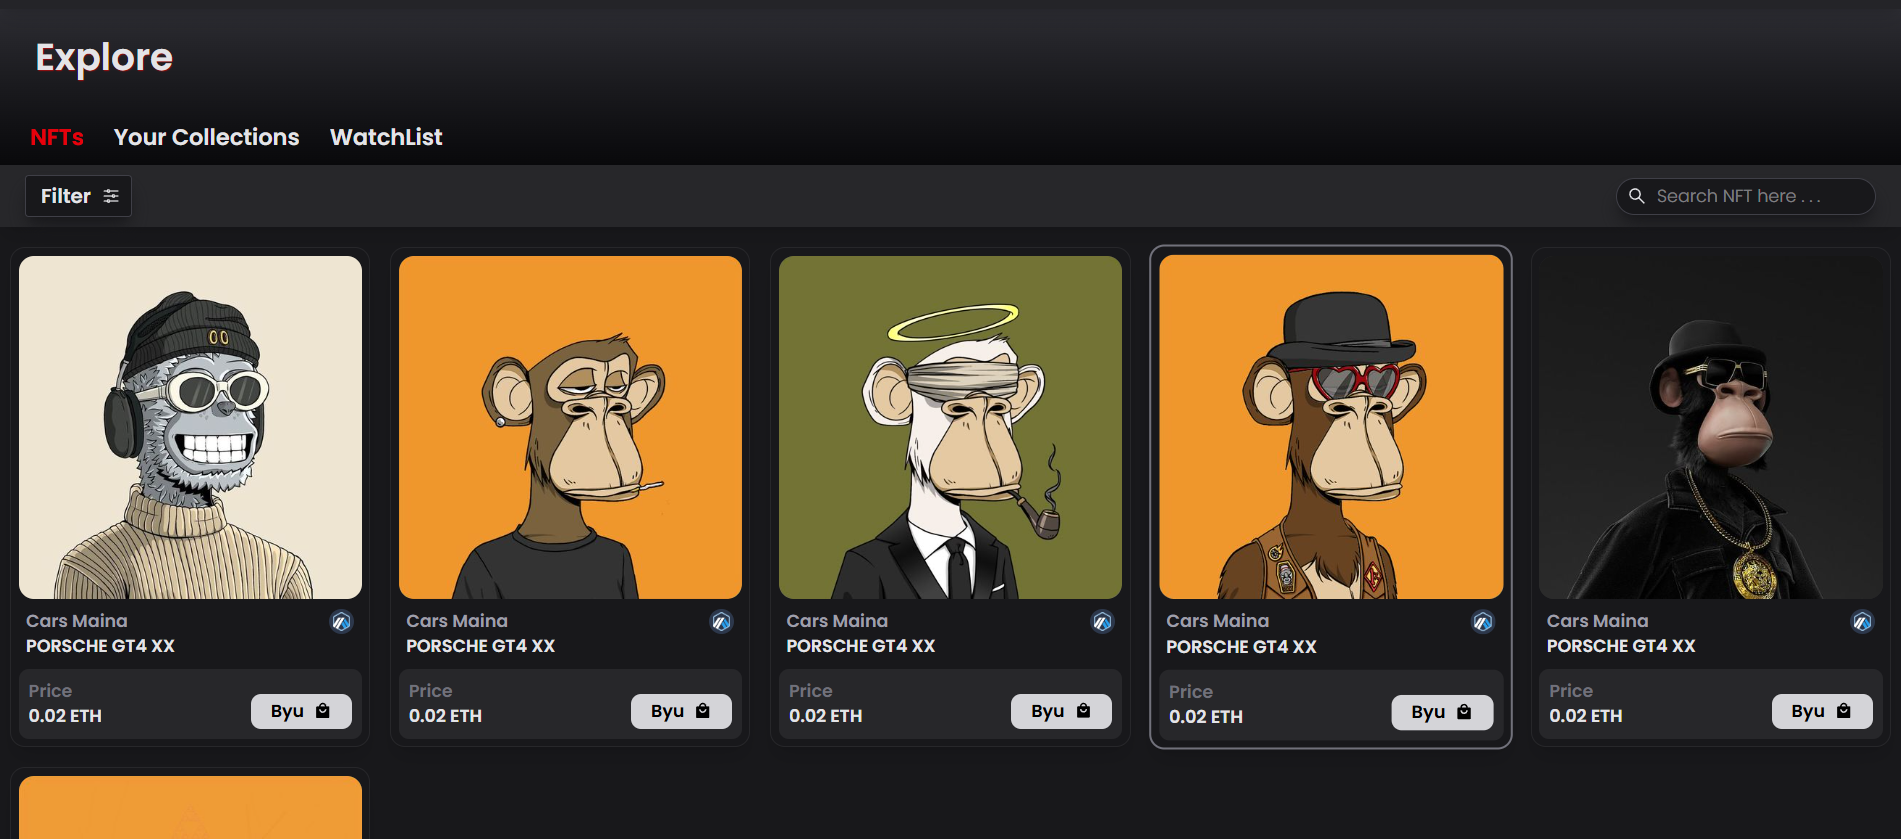 Explore
NFTs Your Collections WatchList
Filter
Search NFT here . . .
Cars Maina
PORSCHE GT4 XX
Price
0.02 ETH
Byu
Cars Maina
PORSCHE GT4 XX
Price
0.02 ETH
Byu
Cars Maina
PORSCHE GT4 XX
Price
0.02 ETH
Byu
Cars Maina
PORSCHE GT4 XX
Price
0.02 ETH
Byu
Cars Maina
PORSCHE GT4 XX
Price
0.02 ETH
Byu